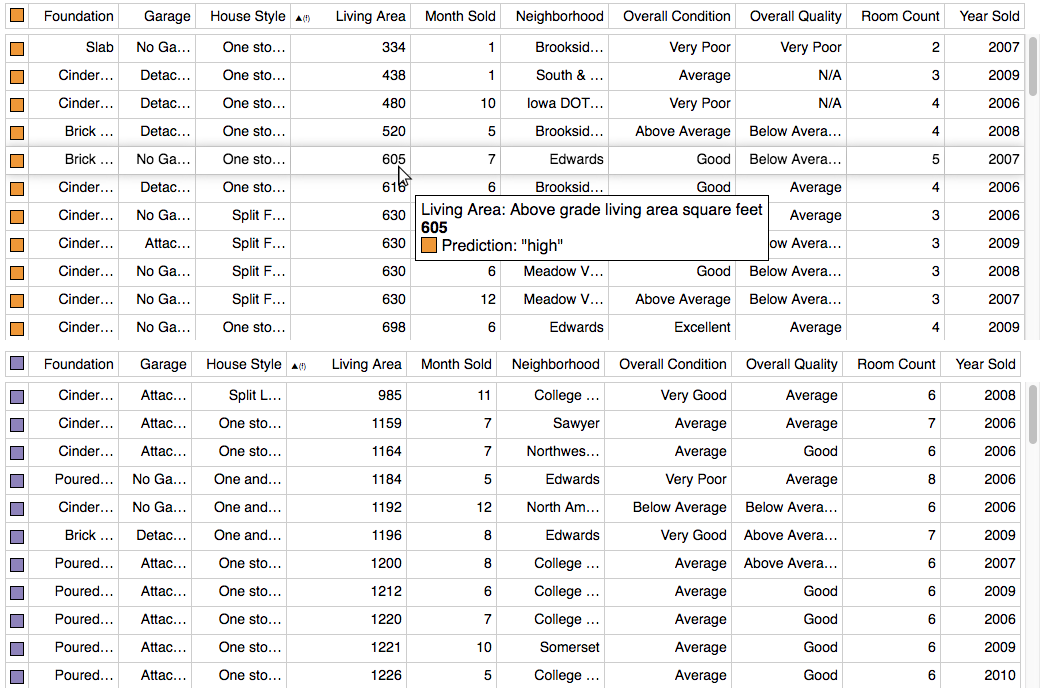 Foundation Garage House Style ▲(f) Living Area Month Sold Neighborhood Overall Condition Overall Quality Room Count Year Sold
Slab No Ga... One sto... 334 1 Brooksid... Very Poor Very Poor 2 2007
Cinder... Detac... One sto... 438 1 South & ... Average N/A 3 2009
Cinder... Detac... One sto... 480 10 Iowa DOT... Very Poor N/A 4 2006
Brick ... Detac... One sto... 520 5 Brooksid... Above Average Below Avera... 4 2008
Brick ... No Ga... One sto... 605 7 Edwards Good Below Avera... 5 2007
Cinder... Detac... One sto... 616 6 Brooksid... Good Average 4 2006
Cinder... No Ga... Split F... 630 Average 3 2006
Cinder... Attac... Split F... 630 ow Avera... 3 2009
Cinder... No Ga... Split F... 630 6 Meadow V... Good Below Avera... 3 2008
Cinder... No Ga... Split F... 630 12 Meadow V... Above Average Below Avera... 3 2007
Cinder... No Ga... One sto... 698 6 Edwards Excellent Average 4 2009
Living Area: Above grade living area square feet
605
Prediction: "high"
Foundation Garage House Style ▲(f) Living Area Month Sold Neighborhood Overall Condition Overall Quality Room Count Year Sold
Cinder... Attac... Split L... 985 11 College ... Very Good Average 6 2008
Cinder... Attac... One sto... 1159 7 Sawyer Average Average 7 2006
Cinder... Attac... One sto... 1164 7 Northwes... Average Good 6 2006
Poured... No Ga... One and... 1184 5 Edwards Very Poor Average 8 2006
Cinder... No Ga... One and... 1192 12 North Am... Below Average Below Avera... 6 2006
Brick ... Detac... One and... 1196 8 Edwards Very Good Above Avera... 7 2009
Poured... Attac... One sto... 1200 8 College ... Average Above Avera... 6 2007
Poured... Attac... One sto... 1212 6 College ... Average Good 6 2009
Poured... Attac... One sto... 1220 7 College ... Average Good 6 2006
Poured... Attac... One sto... 1221 10 Somerset Average Good 6 2009
Poured... Attac... One sto... 1226 5 College ... Average Good 6 2010